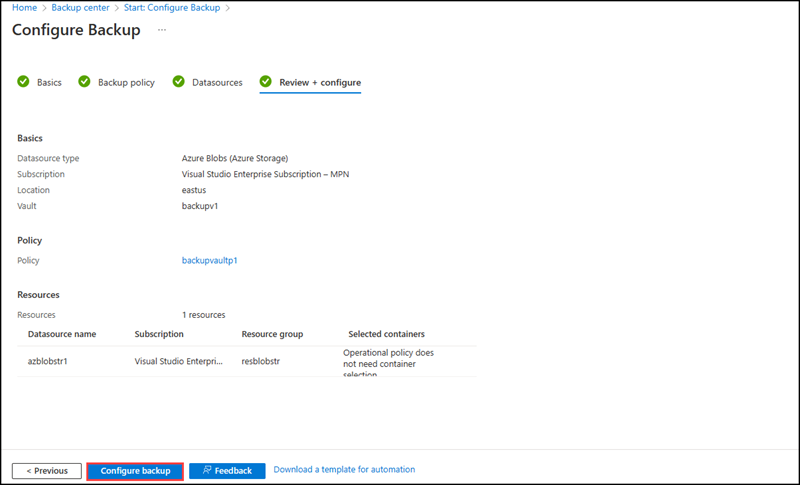 Home > Backup center > Start: Configure Backup >
Configure Backup ...
Basics Backup policy Datasources Review + configure
Basics
Datasource type Azure Blobs (Azure Storage)
Subscription Visual Studio Enterprise Subscription – MPN
Location eastus
Vault backupv1
Policy
Policy backupvaultp1
Resources
Resources 1 resources
Datasource name Subscription Resource group Selected containers
azblobstr1 Visual Studio Enterpri... resblobstr Operational policy does
not need container
selection
< Previous Configure backup Feedback Download a template for automation